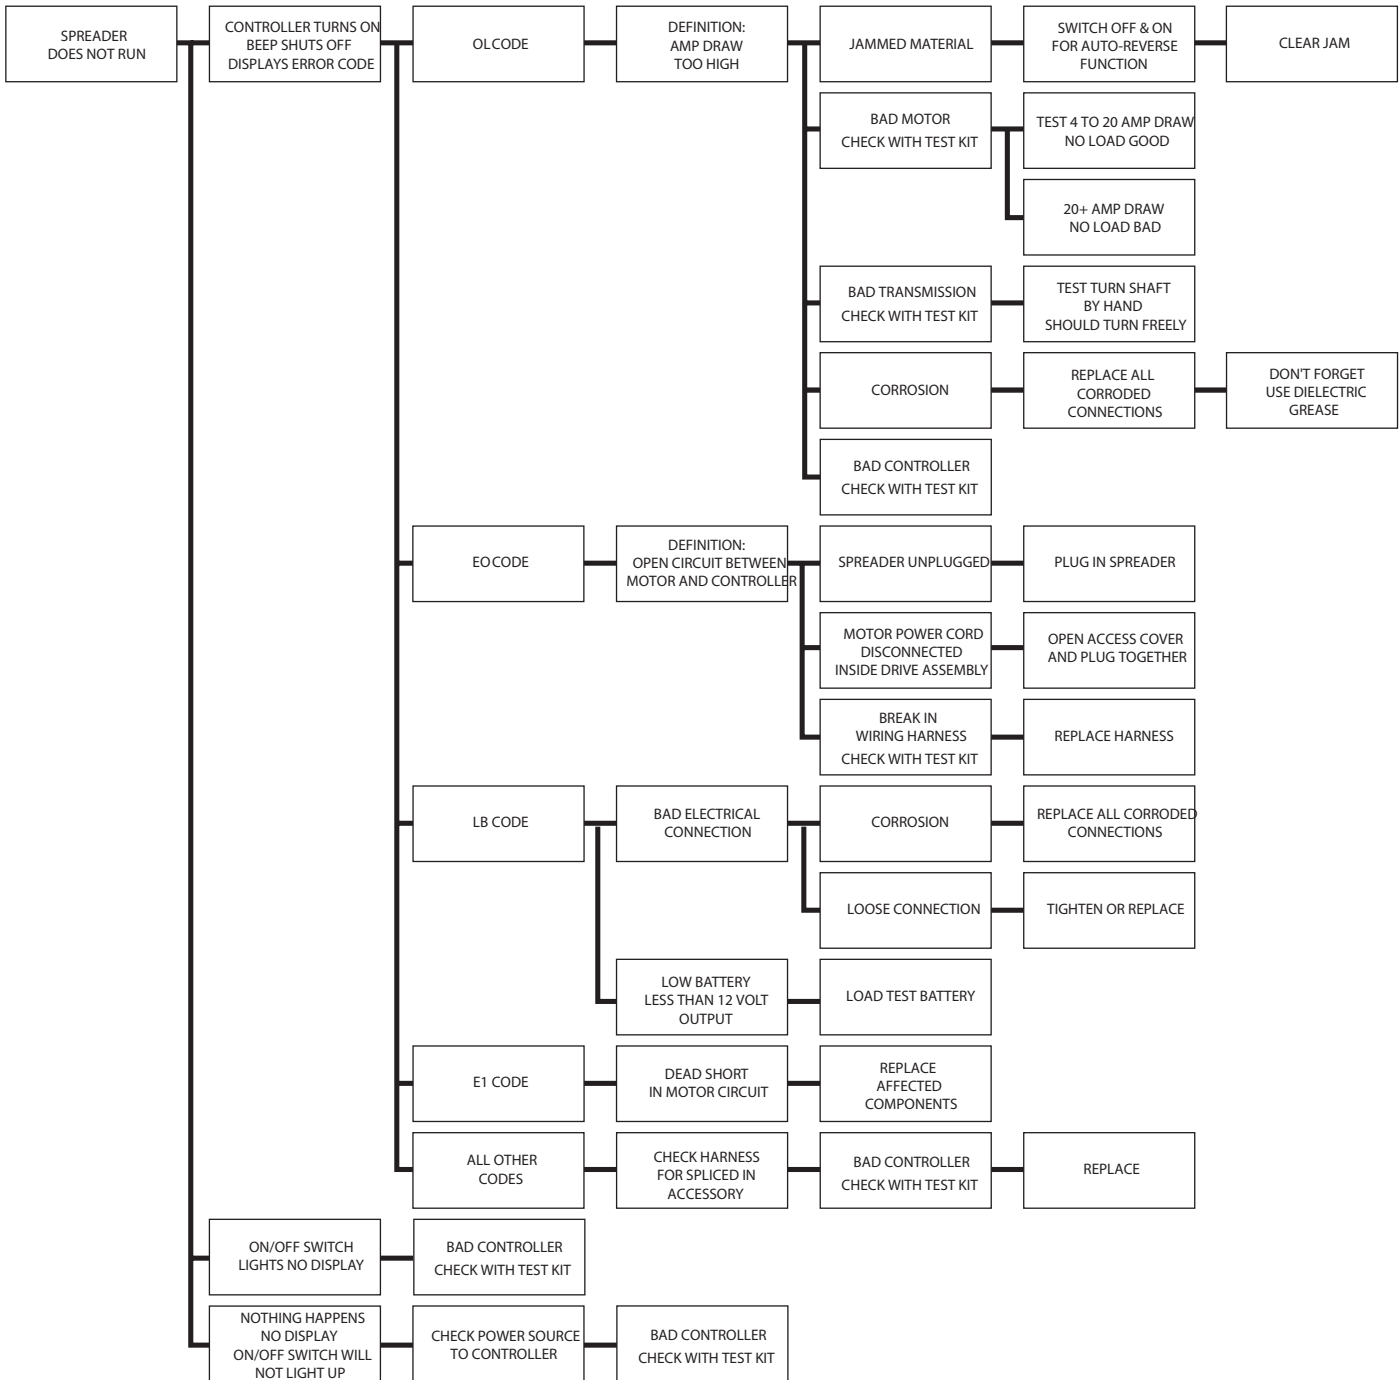 SPREADER
DOES NOT RUN
CONTROLLER TURNS ON
BEEP SHUTS OFF
DISPLAYS ERROR CODE
OL CODE
DEFINITION:
AMP DRAW
TOO HIGH
JAMMED MATERIAL
SWITCH OFF & ON
FOR AUTO-REVERSE
FUNCTION
CLEAR JAM
BAD MOTOR
CHECK WITH TEST KIT
TEST 4 TO 20 AMP DRAW
NO LOAD GOOD
20+ AMP DRAW
NO LOAD BAD
BAD TRANSMISSION
CHECK WITH TEST KIT
TEST TURN SHAFT
BY HAND
SHOULD TURN FREELY
CORROSION
REPLACE ALL
CORRODED
CONNECTIONS
DON'T FORGET
USE DIELECTRIC
GREASE
BAD CONTROLLER
CHECK WITH TEST KIT
EO CODE
DEFINITION:
OPEN CIRCUIT BETWEEN
MOTOR AND CONTROLLER
SPREADER UNPLUGGED
PLUG IN SPREADER
MOTOR POWER CORD
DISCONNECTED
INSIDE DRIVE ASSEMBLY
OPEN ACCESS COVER
AND PLUG TOGETHER
BREAK IN
WIRING HARNESS
CHECK WITH TEST KIT
REPLACE HARNESS
LB CODE
BAD ELECTRICAL
CONNECTION
CORROSION
REPLACE ALL CORRODED
CONNECTIONS
LOOSE CONNECTION
TIGHTEN OR REPLACE
LOW BATTERY
LESS THAN 12 VOLT
OUTPUT
LOAD TEST BATTERY
E1 CODE
DEAD SHORT
IN MOTOR CIRCUIT
REPLACE
AFFECTED
COMPONENTS
ALL OTHER
CODES
CHECK HARNESS
FOR SPLICED IN
ACCESSORY
BAD CONTROLLER
CHECK WITH TEST KIT
REPLACE
ON/OFF SWITCH
LIGHTS NO DISPLAY
BAD CONTROLLER
CHECK WITH TEST KIT
NOTHING HAPPENS
NO DISPLAY
ON/OFF SWITCH WILL
NOT LIGHT UP
CHECK POWER SOURCE
TO CONTROLLER
BAD CONTROLLER
CHECK WITH TEST KIT